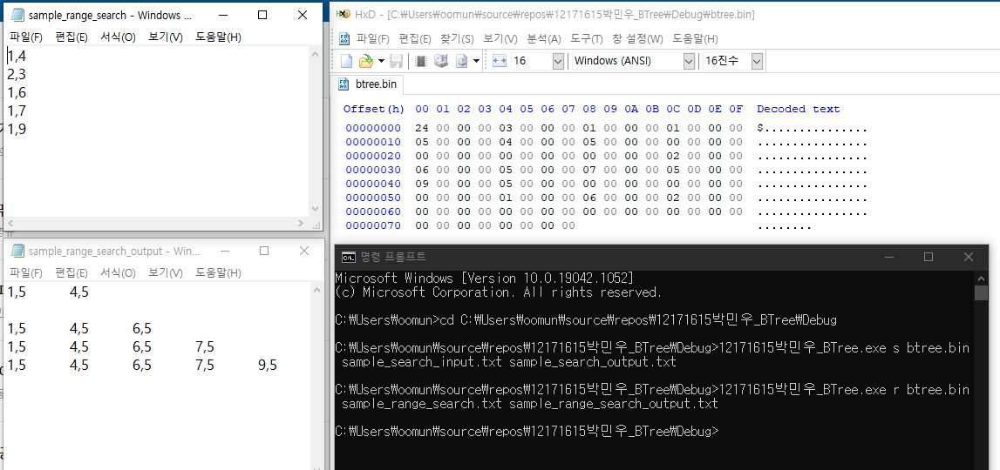 sample_range_search - Windows ...
파일(F) 편집(E) 서식(O) 보기(V) 도움말(H)
1,4
2,3
1,6
1,7
1,9
sample_range_search_output - Win...
파일(F) 편집(E) 서식(O) 보기(V) 도움말(H)
1,5 4,5
1,5 4,5 6,5
1,5 4,5 6,5 7,5
1,5 4,5 6,5 7,5 9,5
HxD - [C:₩Users₩oomun₩source₩repos₩12171615박민우_BTree₩Debug₩btree.bin]
파일(F) 편집(E) 찾기(S) 보기(V) 분석(A) 도구(T) 창 설정(W) 도움말(H)
16 Windows (ANSI) 16진수
btree.bin
Offset(h) 00 01 02 03 04 05 06 07 08 09 0A 0B 0C 0D 0E 0F Decoded text
00000000 24 00 00 00 03 00 00 00 01 00 00 00 01 00 00 00 $...............
00000010 05 00 00 00 04 00 00 00 05 00 00 00 00 00 00 00 ................
00000020 00 00 00 00 00 00 00 00 00 00 00 00 02 00 00 00 ................
00000030 06 00 00 00 05 00 00 00 07 00 00 00 05 00 00 00 ................
00000040 09 00 00 00 05 00 00 00 00 00 00 00 00 00 00 00 ................
00000050 00 00 00 00 01 00 00 00 06 00 00 00 02 00 00 00 ................
00000060 00 00 00 00 00 00 00 00 00 00 00 00 00 00 00 00 ................
00000070 00 00 00 00 00 00 00 00 ........
명령 프롬프트
Microsoft Windows [Version 10.0.19042.1052]
(c) Microsoft Corporation. All rights reserved.
C:₩Users₩oomun>cd C:₩Users₩oomun₩source₩repos₩12171615박민우_BTree₩Debug
C:₩Users₩oomun₩source₩repos₩12171615박민우_BTree₩Debug>12171615박민우_BTree.exe s btree.bin
sample_search_input.txt sample_search_output.txt
C:₩Users₩oomun₩source₩repos₩12171615박민우_BTree₩Debug>12171615박민우_BTree.exe r btree.bin
sample_range_search.txt sample_range_search_output.txt
C:₩Users₩oomun₩source₩repos₩12171615박민우_BTree₩Debug>